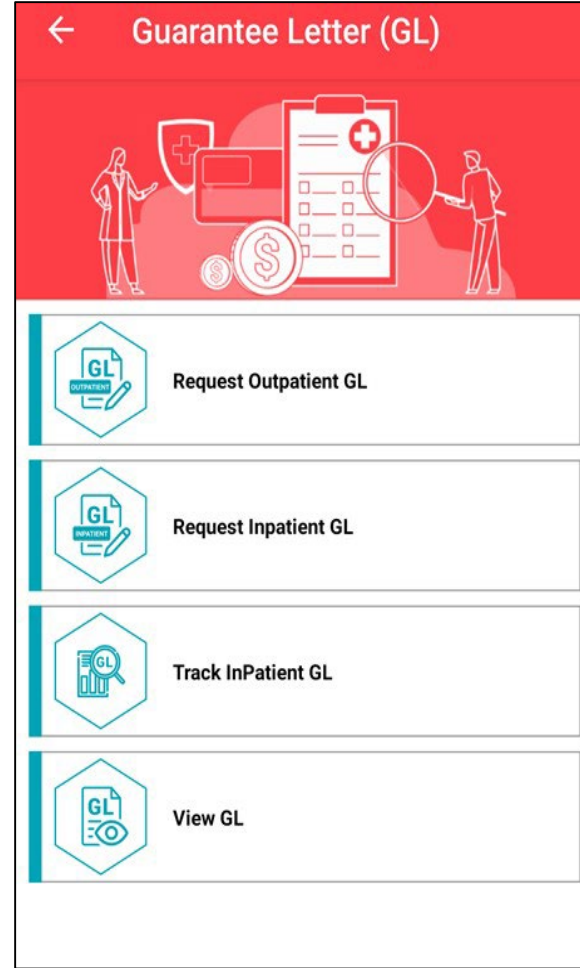 Guarantee Letter (GL)
GL
OUTPATIENT
Request Outpatient GL
GL
INPATIENT
Request Inpatient GL
GL
Track InPatient GL
GL
View GL